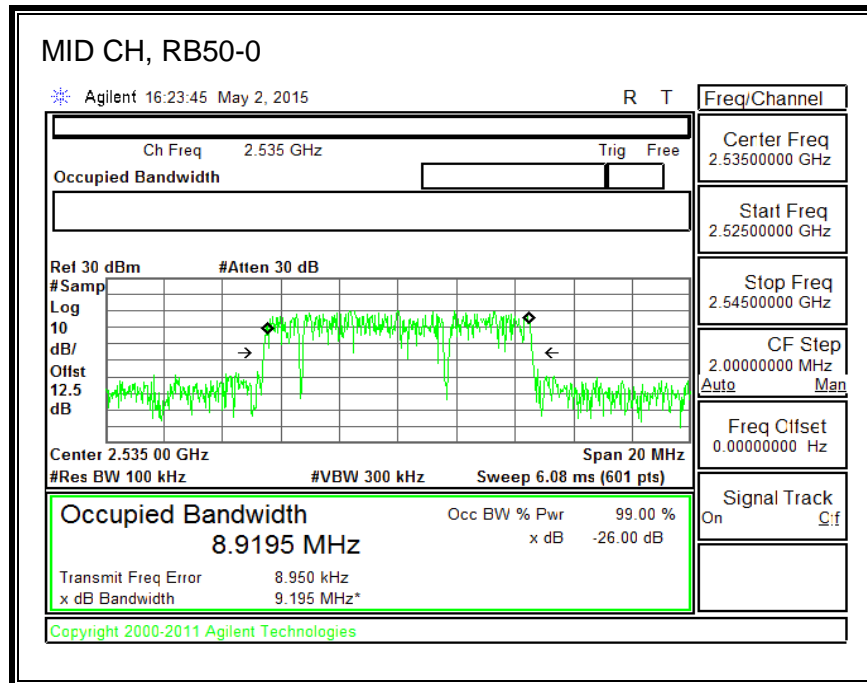 MID CH, RB50-0
Agilent 16:23:45 May 2, 2015 R T
Freq/Channel
Ch Freq 2.535 GHz Trig Free
Occupied Bandwidth
Center Freq
2.53500000 GHz
Start Freq
2.52500000 GHz
Stop Freq
2.54500000 GHz
CF Step
2.00000000 MHz
Auto Man
Freq Offset
0.00000000 Hz
Signal Track
On Off
Ref 30 dBm #Atten 30 dB
#Samp
Log
10
dB/
Offst
12.5
dB
Center 2.535 00 GHz Span 20 MHz
#Res BW 100 kHz #VBW 300 kHz Sweep 6.08 ms (601 pts)
Occupied Bandwidth
8.9195 MHz
Occ BW % Pwr 99.00 %
x dB -26.00 dB
Transmit Freq Error 8.950 kHz
x dB Bandwidth 9.195 MHz*
Copyright 2000-2011 Agilent Technologies